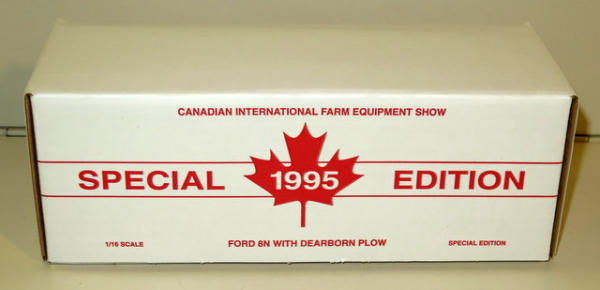 CANADIAN INTERNATIONAL FARM EQUIPMENT SHOW
SPECIAL 1995 EDITION
1/16 SCALE FORD 8N WITH DEARBORN PLOW SPECIAL EDITION